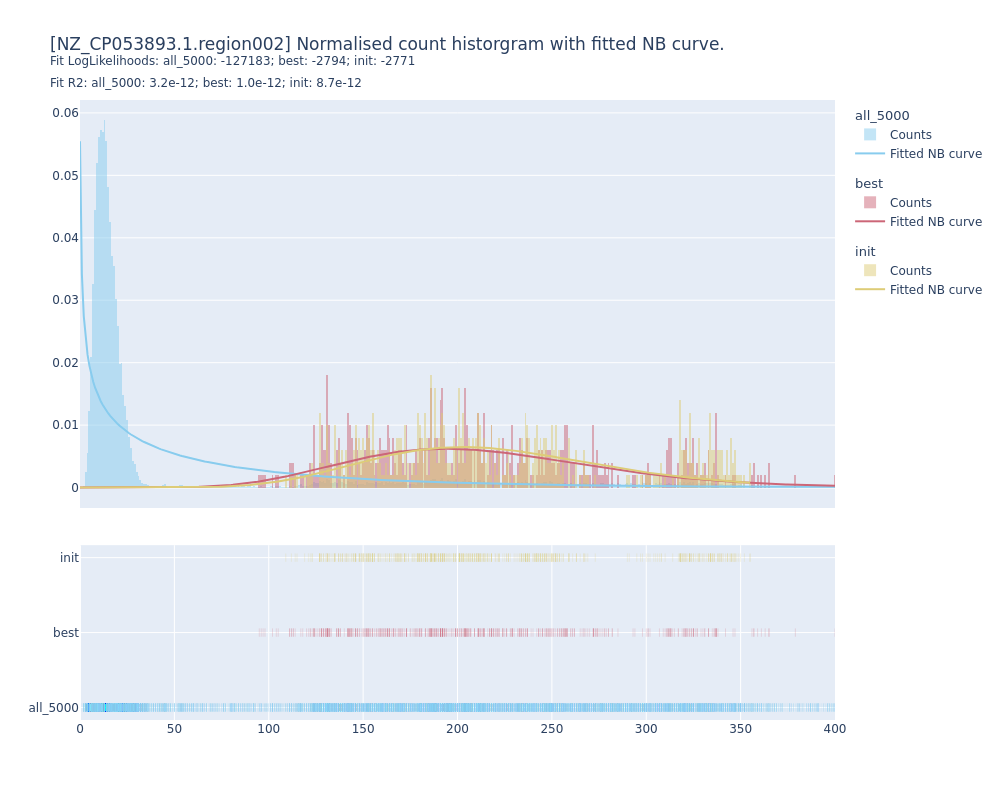 [NZ_CP053893.1.region002] Normalised count historgram with fitted NB curve.
Fit LogLikelihoods: all_5000: -127183; best: -2794; init: -2771
Fit R2: all_5000: 3.2e-12; best: 1.0e-12; init: 8.7e-12
0.06
0.05
0.04
0.03
0.02
0.01
0
all_5000
Counts
Fitted NB curve
best
Counts
Fitted NB curve
init
Counts
Fitted NB curve
init
best
all_5000
0 50 100 150 200 250 300 350 400